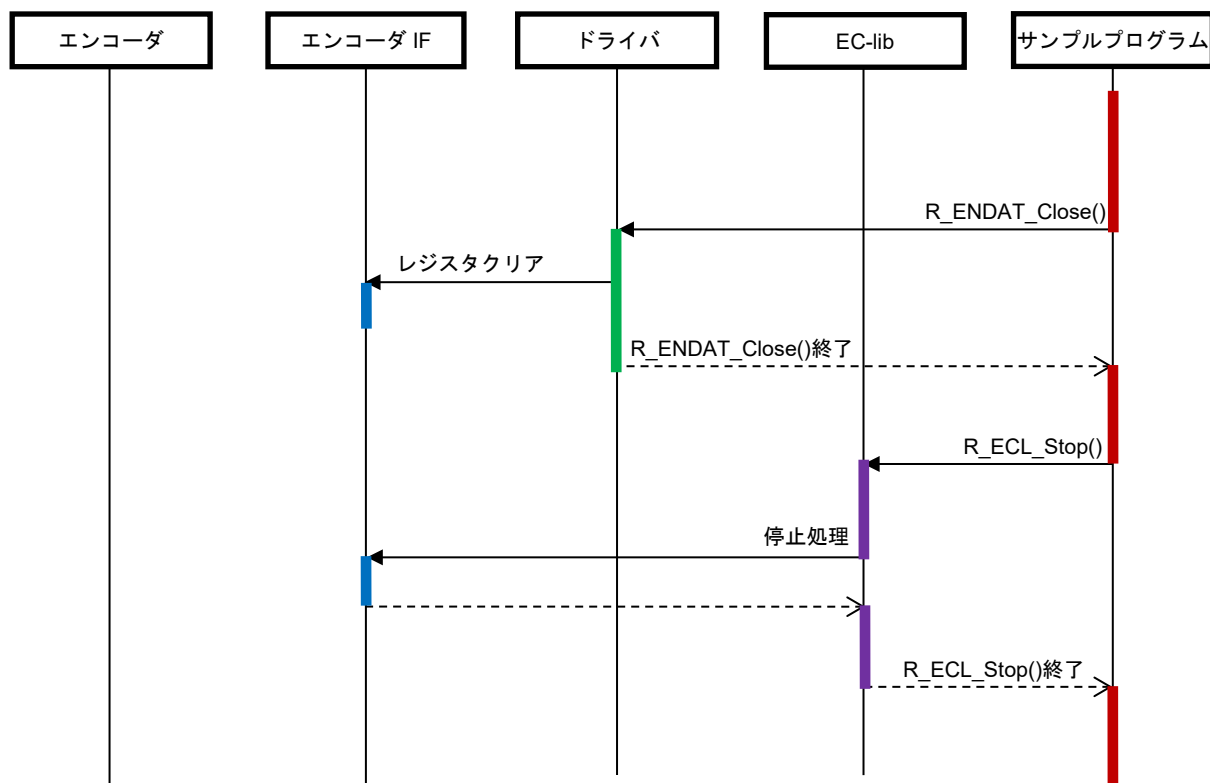 エンコーダ
エンコーダ IF
ドライバ
EC-lib
サンプルプログラム
R_ENDAT_Close()
レジスタクリア
R_ENDAT_Close()終了
R_ECL_Stop()
停止処理
R_ECL_Stop()終了